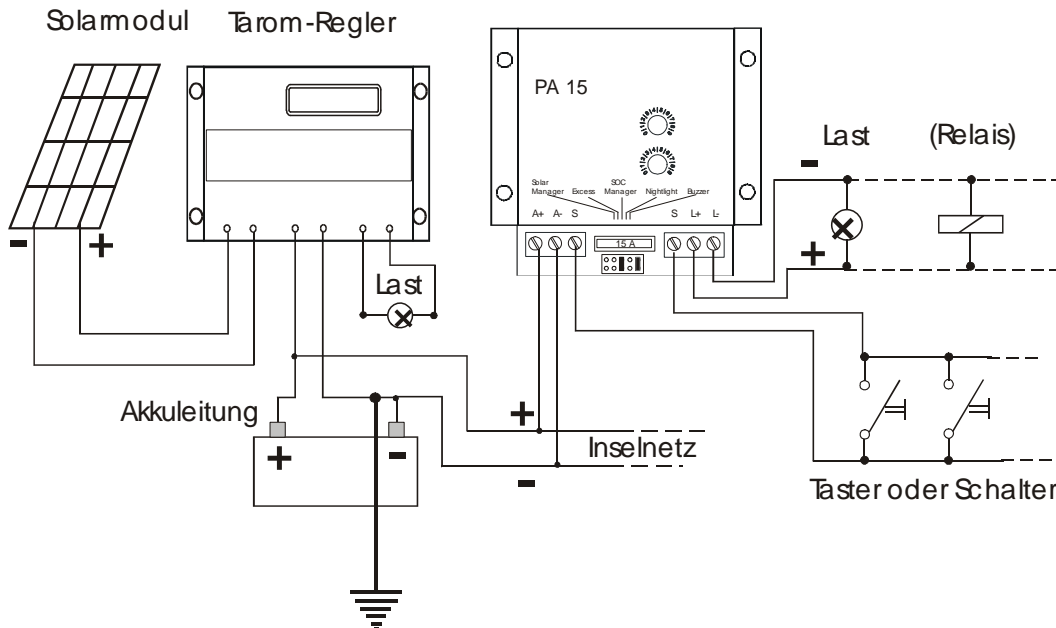 Solarmodul
Tarom-Regler
PA 15
Solar
Manager
Excess
SOC
Manager
Nightlight
Buzzer
A+ A- S
S L+ L-
15 A
Last
(Relais)
-
+
- +
Last
Akkuleitung
+ -
+
Inselnetz
-
Taster oder Schalter